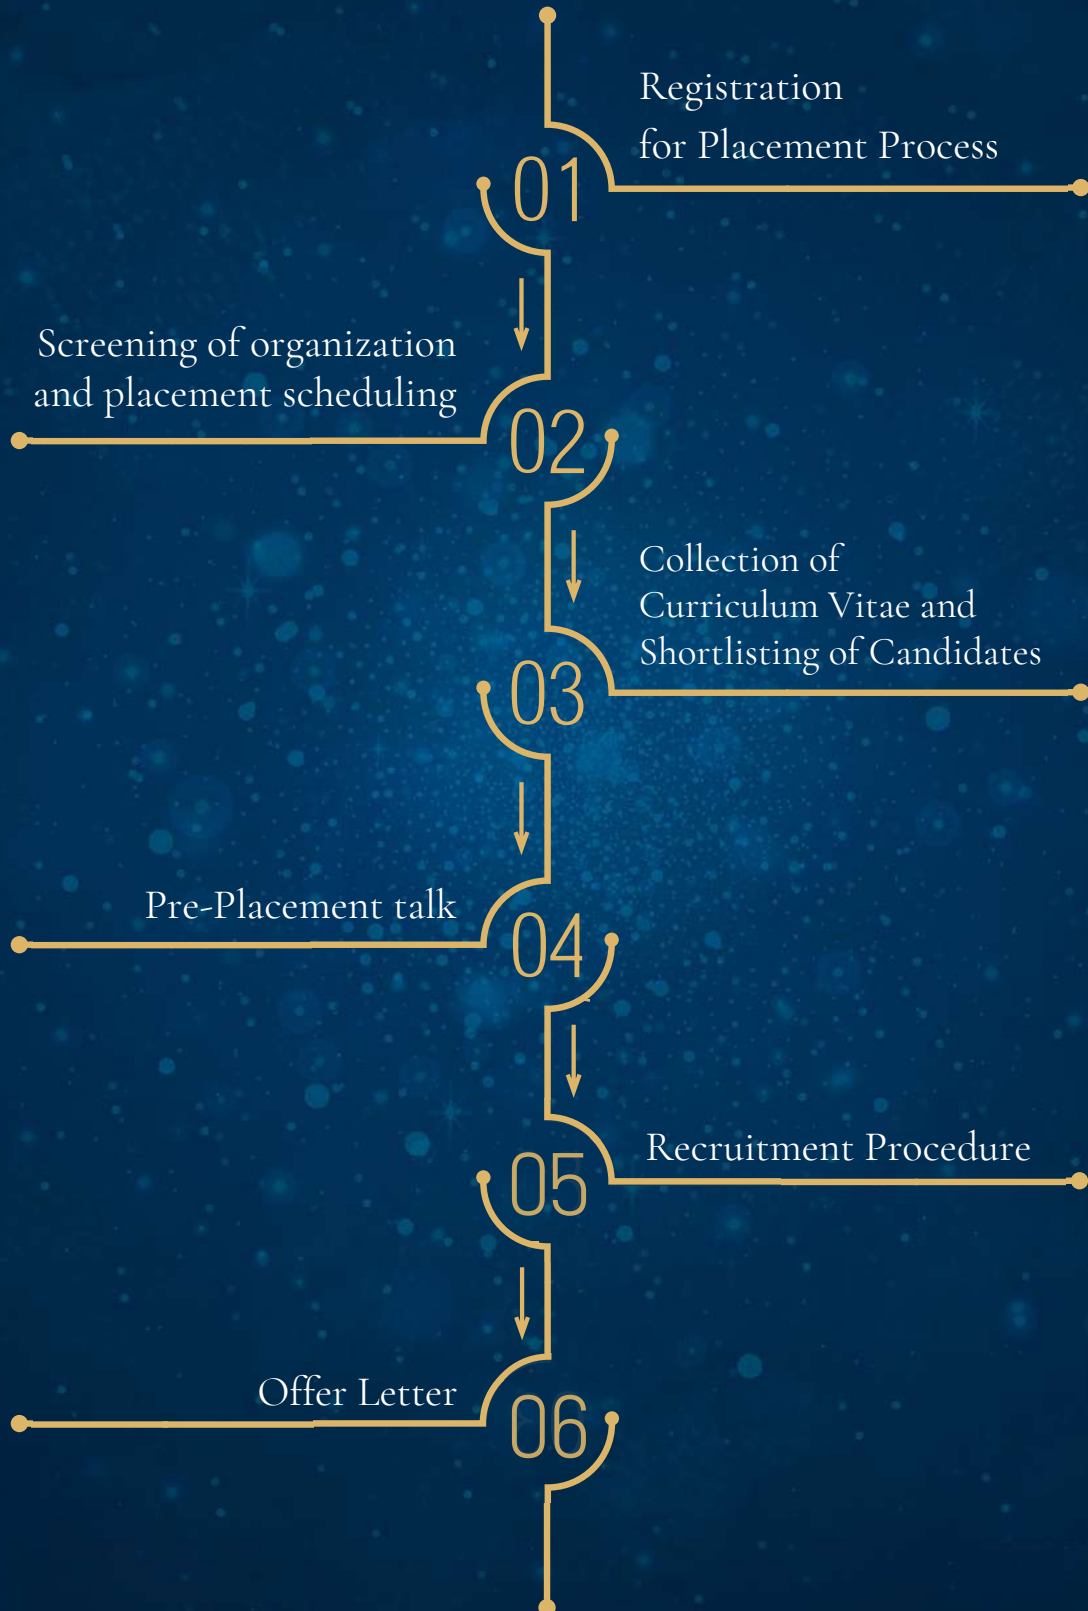 Registration
for Placement Process
01
Screening of organization
and placement scheduling
02
Collection of
Curriculum Vitae and
Shortlisting of Candidates
03
Pre-Placement talk
04
Recruitment Procedure
05
Offer Letter
06